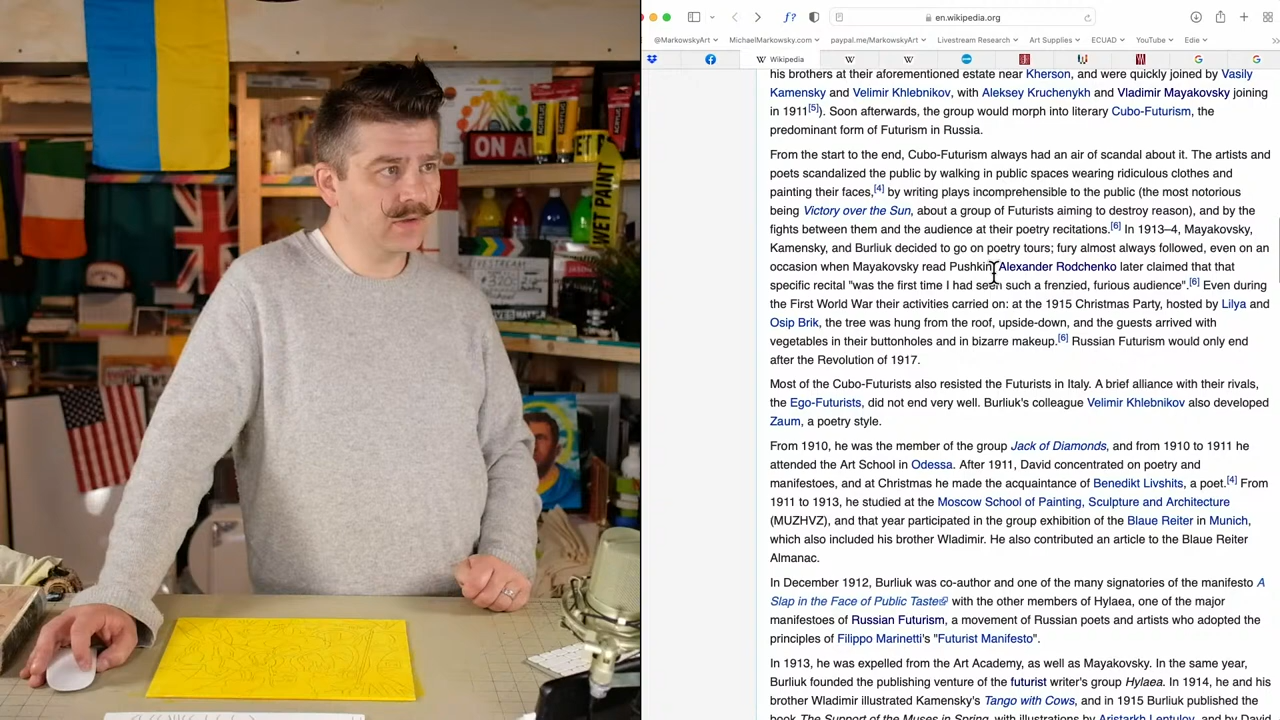 en.wikipedia.org
@MarkowskyArt
MichaelMarkowsky.com
paypal.me/MarkowskyArt
Livestream Research
Art Supplies
ECUAD
YouTube
Edie
Wikipedia
his brothers at their aforementioned estate near Kherson, and were quickly joined by Vasily
Kamensky and Velimir Khlebnikov, with Aleksey Kruchenykh and Vladimir Mayakovsky joining
in 1911[5]). Soon afterwards, the group would morph into literary Cubo-Futurism, the
predominant form of Futurism in Russia.
From the start to the end, Cubo-Futurism always had an air of scandal about it. The artists and
poets scandalized the public by walking in public spaces wearing ridiculous clothes and
painting their faces,[4] by writing plays incomprehensible to the public (the most notorious
being Victory over the Sun, about a group of Futurists aiming to destroy reason), and by the
fights between them and the audience at their poetry recitations.[6] In 1913–4, Mayakovsky,
Kamensky, and Burliuk decided to go on poetry tours; fury almost always followed, even on an
occasion when Mayakovsky read Pushkin. Alexander Rodchenko later claimed that that
specific recital "was the first time I had seen such a frenzied, furious audience".[6] Even during
the First World War their activities carried on: at the 1915 Christmas Party, hosted by Lilya and
Osip Brik, the tree was hung from the roof, upside-down, and the guests arrived with
vegetables in their buttonholes and in bizarre makeup.[6] Russian Futurism would only end
after the Revolution of 1917.
Most of the Cubo-Futurists also resisted the Futurists in Italy. A brief alliance with their rivals,
the Ego-Futurists, did not end very well. Burliuk's colleague Velimir Khlebnikov also developed
Zaum, a poetry style.
From 1910, he was the member of the group Jack of Diamonds, and from 1910 to 1911 he
attended the Art School in Odessa. After 1911, David concentrated on poetry and
manifestoes, and at Christmas he made the acquaintance of Benedikt Livshits, a poet.[4] From
1911 to 1913, he studied at the Moscow School of Painting, Sculpture and Architecture
(MUZHVZ), and that year participated in the group exhibition of the Blaue Reiter in Munich,
which also included his brother Wladimir. He also contributed an article to the Blaue Reiter
Almanac.
In December 1912, Burliuk was co-author and one of the many signatories of the manifesto A
Slap in the Face of Public Taste with the other members of Hylaea, one of the major
manifestoes of Russian Futurism, a movement of Russian poets and artists who adopted the
principles of Filippo Marinetti's "Futurist Manifesto".
In 1913, he was expelled from the Art Academy, as well as Mayakovsky. In the same year,
Burliuk founded the publishing venture of the futurist writer's group Hylaea. In 1914, he and his
brother Wladimir illustrated Kamensky's Tango with Cows, and in 1915 Burliuk published the
book The Support of the Muses in Spring, with illustrations by Aristarkh Lentulov, and by David
ON A
WET PAINT
LIVESTREAM